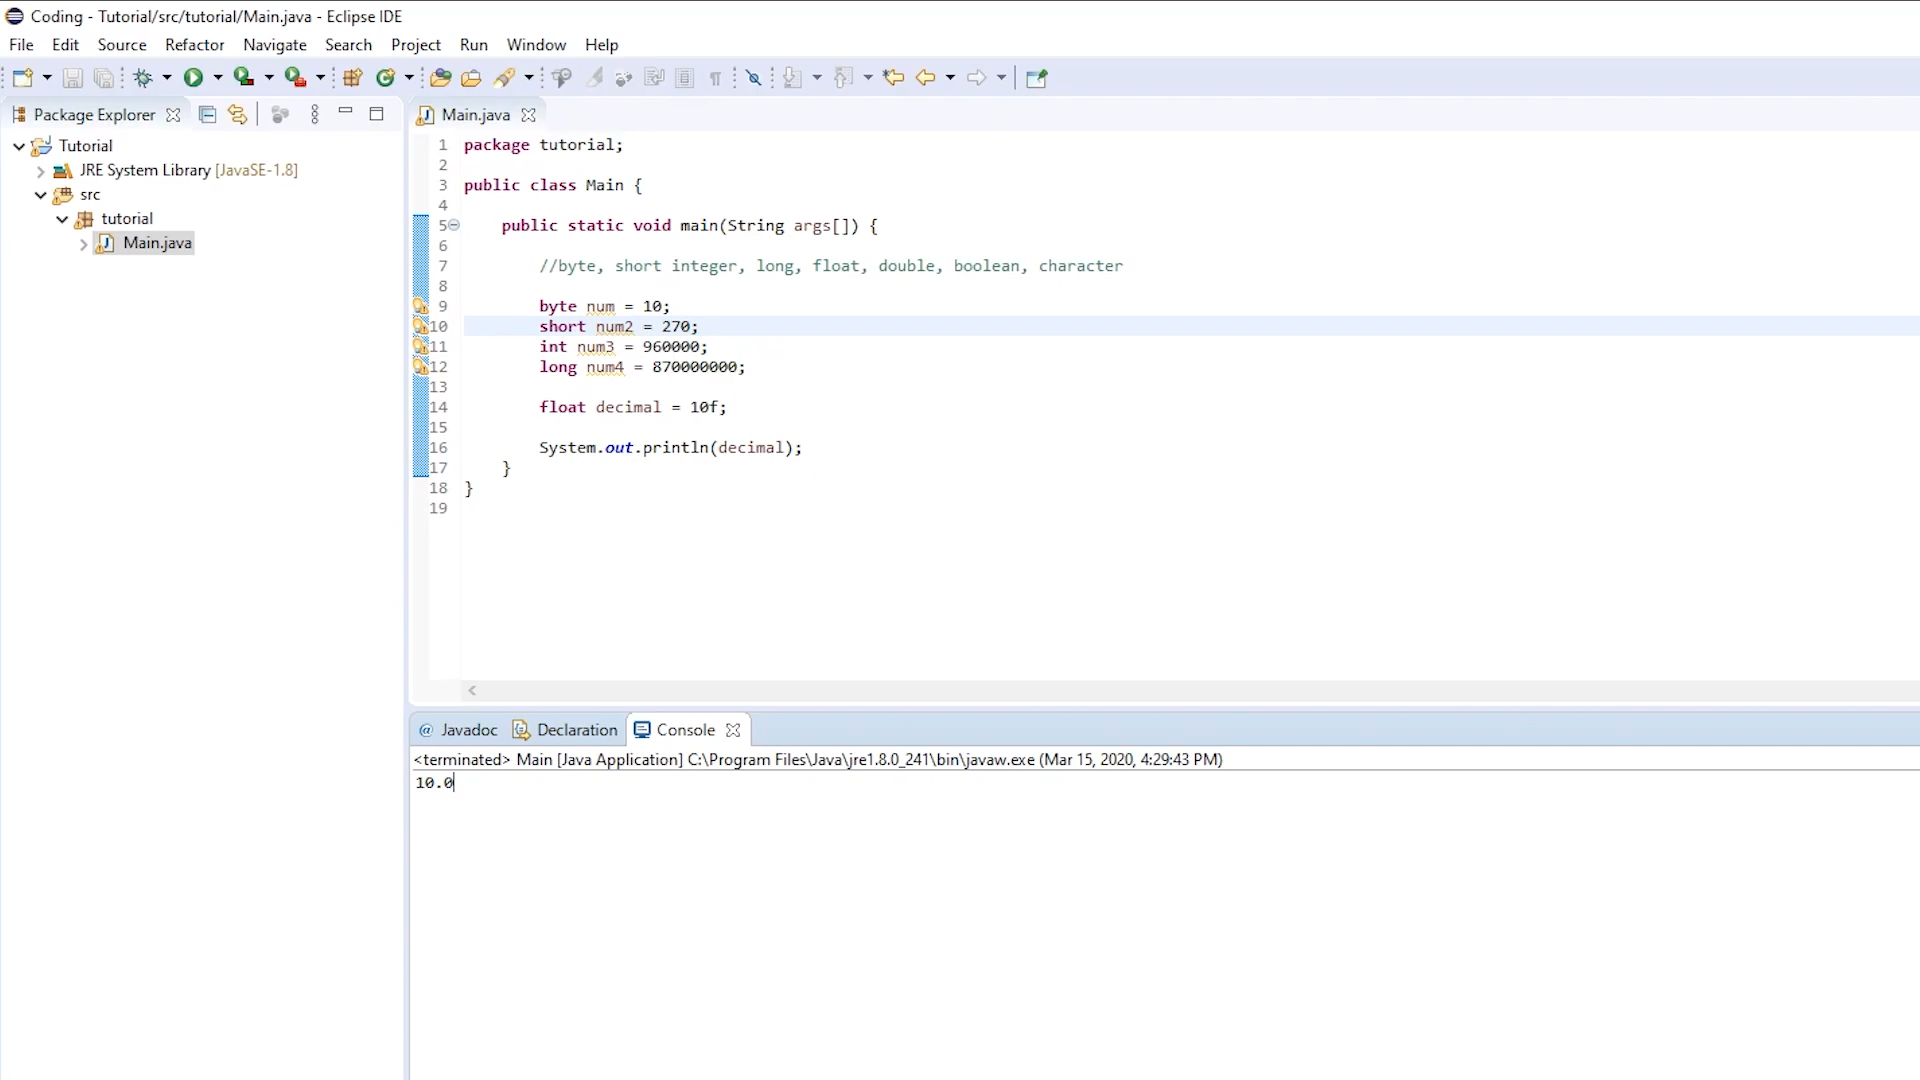 Coding - Tutorial/src/tutorial/Main.java - Eclipse IDE
File Edit Source Refactor Navigate Search Project Run Window Help
Package Explorer
Tutorial
JRE System Library [JavaSE-1.8]
src
tutorial
Main.java
Main.java
1 package tutorial;
2
3 public class Main {
4
5 public static void main(String args[]) {
6
7 //byte, short integer, long, float, double, boolean, character
8
9 byte num = 10;
10 short num2 = 270;
11 int num3 = 960000;
12 long num4 = 870000000;
13
14 float decimal = 10f;
15
16 System.out.println(decimal);
17 }
18 }
19
@ Javadoc Declaration Console
<terminated> Main [Java Application] C:\Program Files\Java\jre1.8.0_241\bin\javaw.exe (Mar 15, 2020, 4:29:43 PM)
10.0